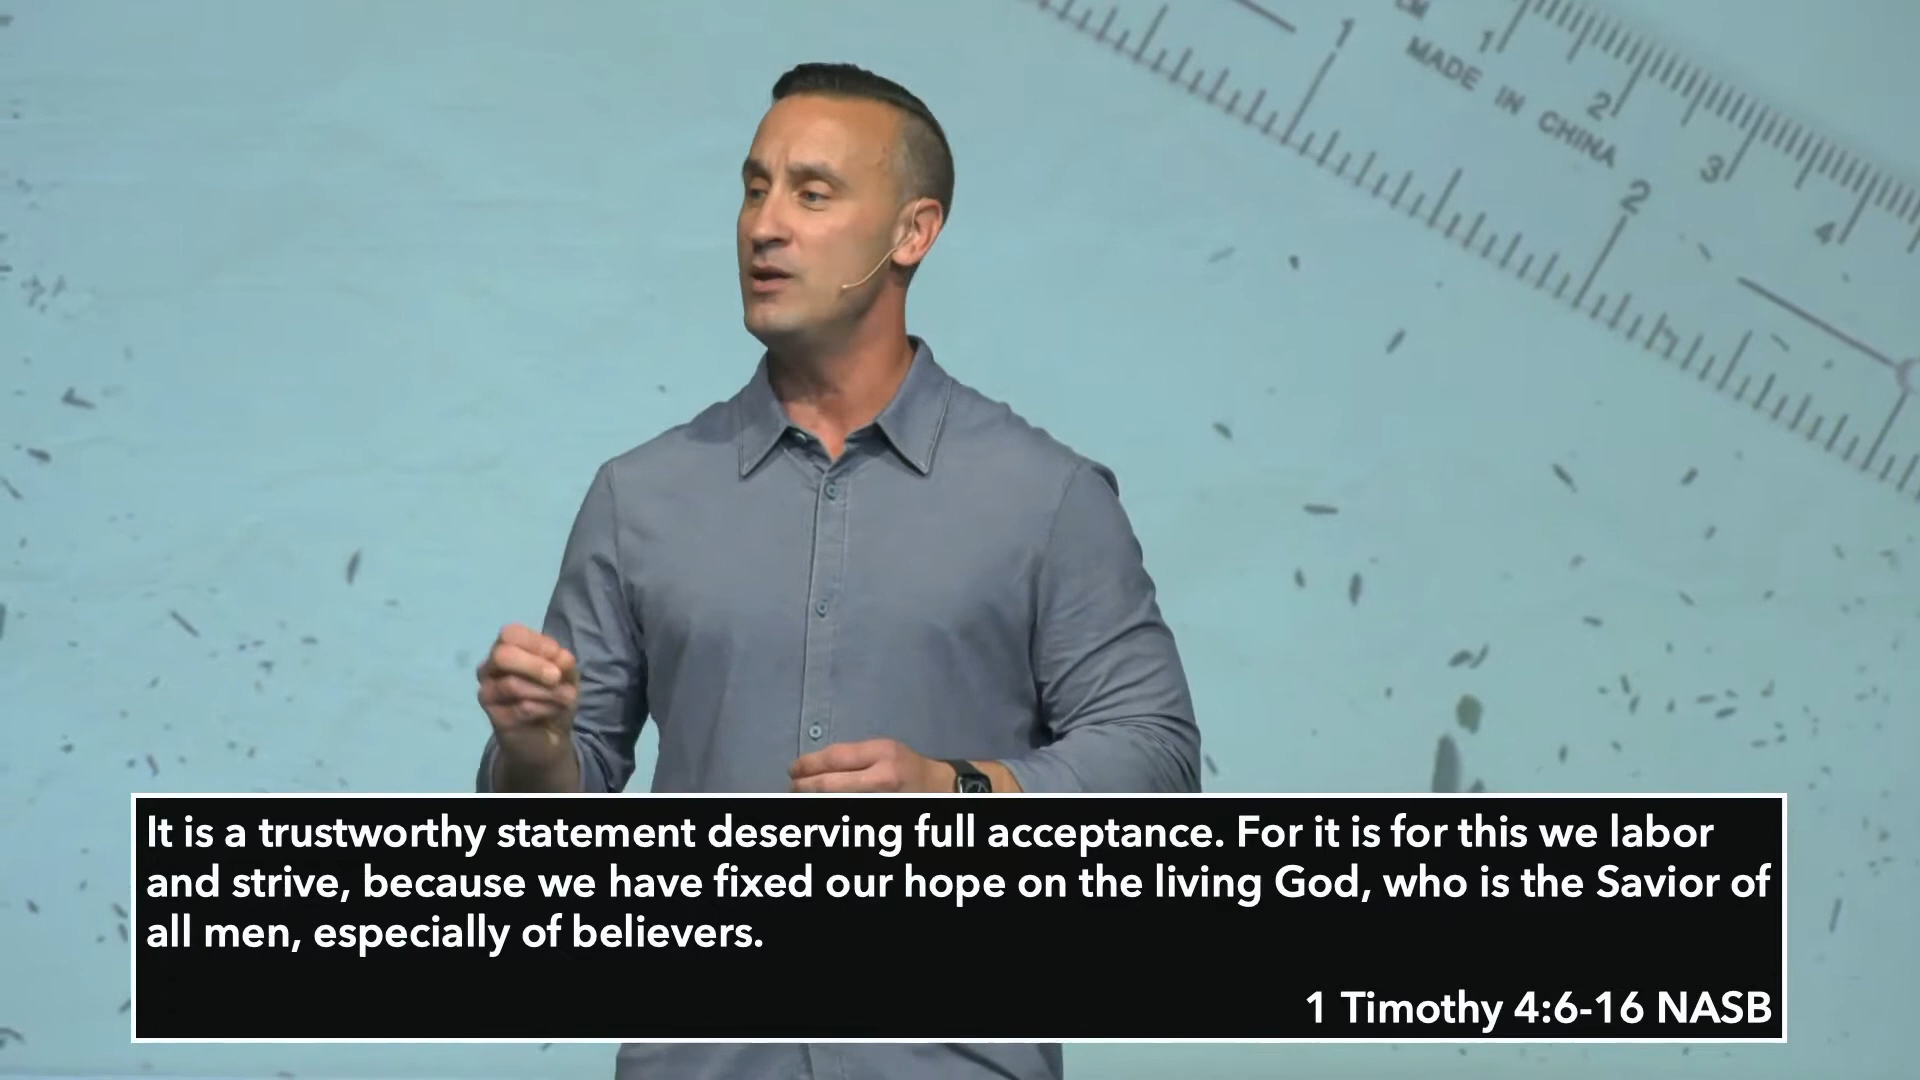 1
CM
1
MADE IN CHINA
2
3
2
4
It is a trustworthy statement deserving full acceptance. For it is for this we labor
and strive, because we have fixed our hope on the living God, who is the Savior of
all men, especially of believers.
1 Timothy 4:6-16 NASB